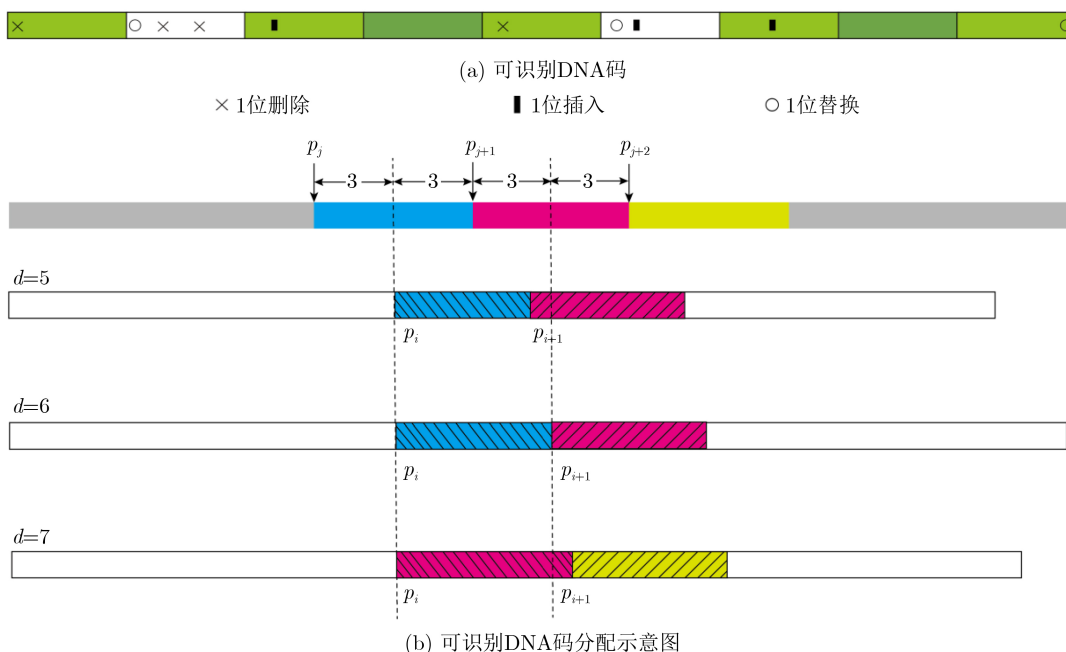 (a) 可识别DNA码
× 1位删除 ▮ 1位插入 ○ 1位替换
p_j p_{j+1} p_{j+2}
3 3 3 3
d=5
p_i p_{i+1}
d=6
p_i p_{i+1}
d=7
p_i p_{i+1}
(b) 可识别DNA码分配示意图